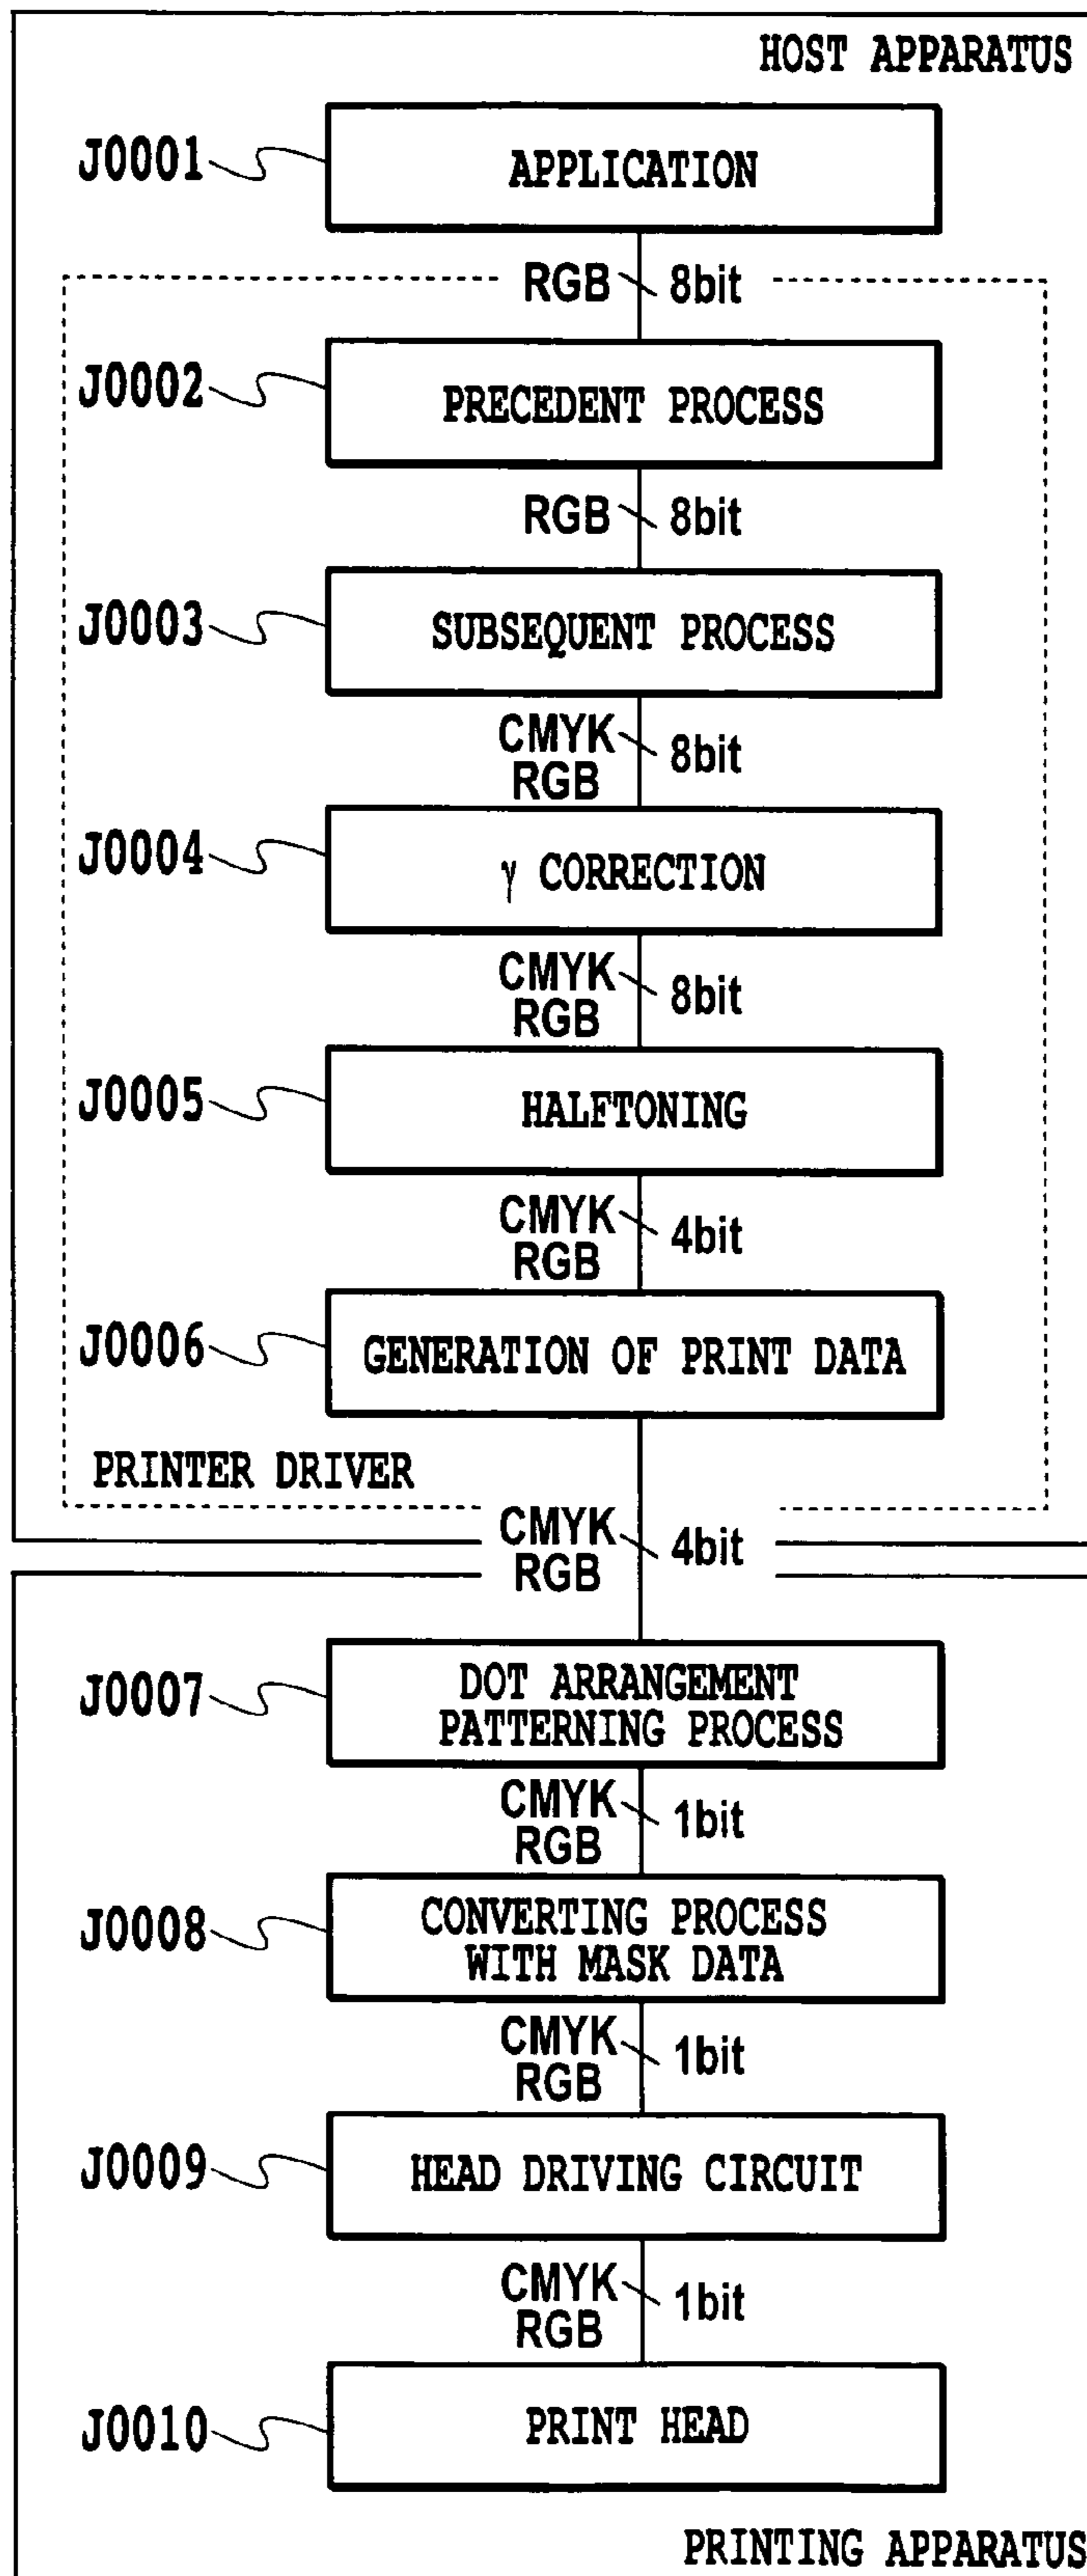 HOST APPARATUS
J0001
APPLICATION
RGB 8bit
J0002
PRECEDENT PROCESS
RGB 8bit
J0003
SUBSEQUENT PROCESS
CMYK
RGB
8bit
J0004
γ CORRECTION
CMYK
RGB
8bit
J0005
HALFTONING
CMYK
RGB
4bit
J0006
GENERATION OF PRINT DATA
PRINTER DRIVER
CMYK
RGB
4bit
J0007
DOT ARRANGEMENT
PATTERNING PROCESS
CMYK
RGB
1bit
J0008
CONVERTING PROCESS
WITH MASK DATA
CMYK
RGB
1bit
J0009
HEAD DRIVING CIRCUIT
CMYK
RGB
1bit
J0010
PRINT HEAD
PRINTING APPARATUS